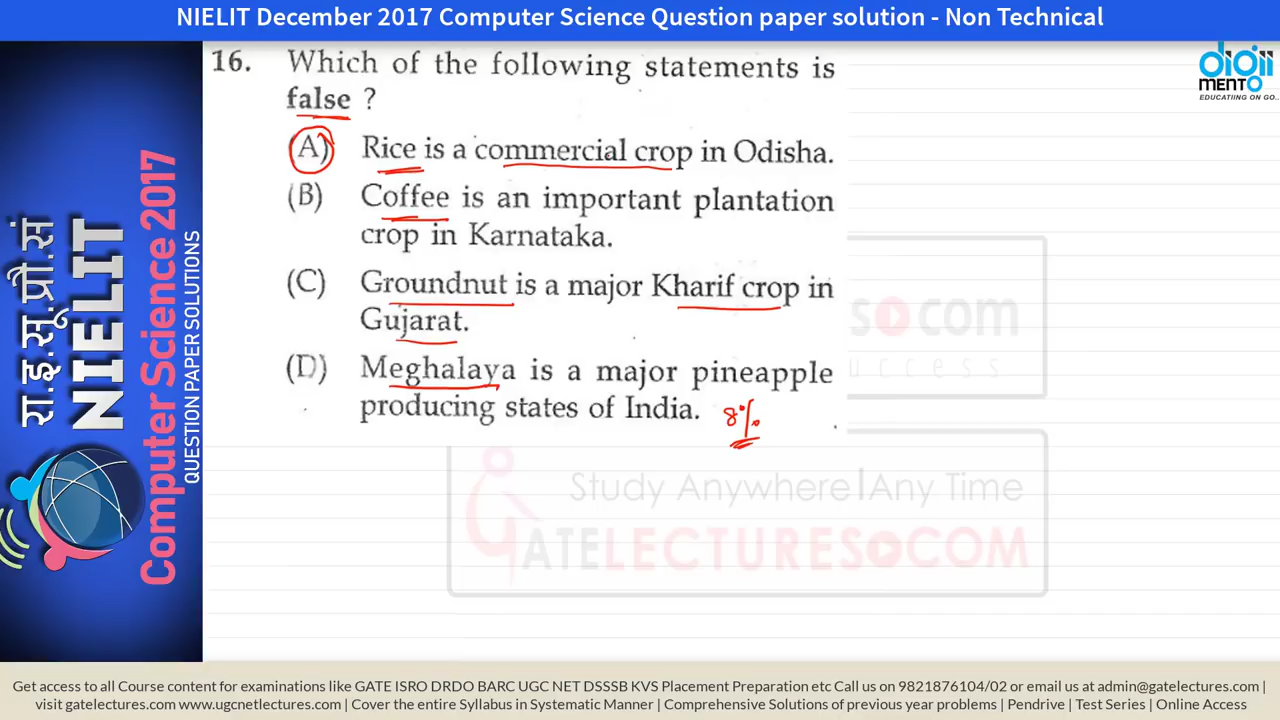 NIELIT December 2017 Computer Science Question paper solution - Non Technical
digii
MENTO
EDUCATIING ON GO..
रा.इ.सू.प्रौ.सं
NIELIT
Computer Science 2017
QUESTION PAPER SOLUTIONS
16. Which of the following statements is
false ?
(A) Rice is a commercial crop in Odisha.
(B) Coffee is an important plantation
crop in Karnataka.
(C) Groundnut is a major Kharif crop in
Gujarat.
(D) Meghalaya is a major pineapple
producing states of India. 8%
Study Anywhere Any Time
GATELECTURES.COM
Get access to all Course content for examinations like GATE ISRO DRDO BARC UGC NET DSSSB KVS Placement Preparation etc Call us on 9821876104/02 or email us at admin@gatelectures.com |
visit gatelectures.com www.ugcnetlectures.com | Cover the entire Syllabus in Systematic Manner | Comprehensive Solutions of previous year problems | Pendrive | Test Series | Online Access